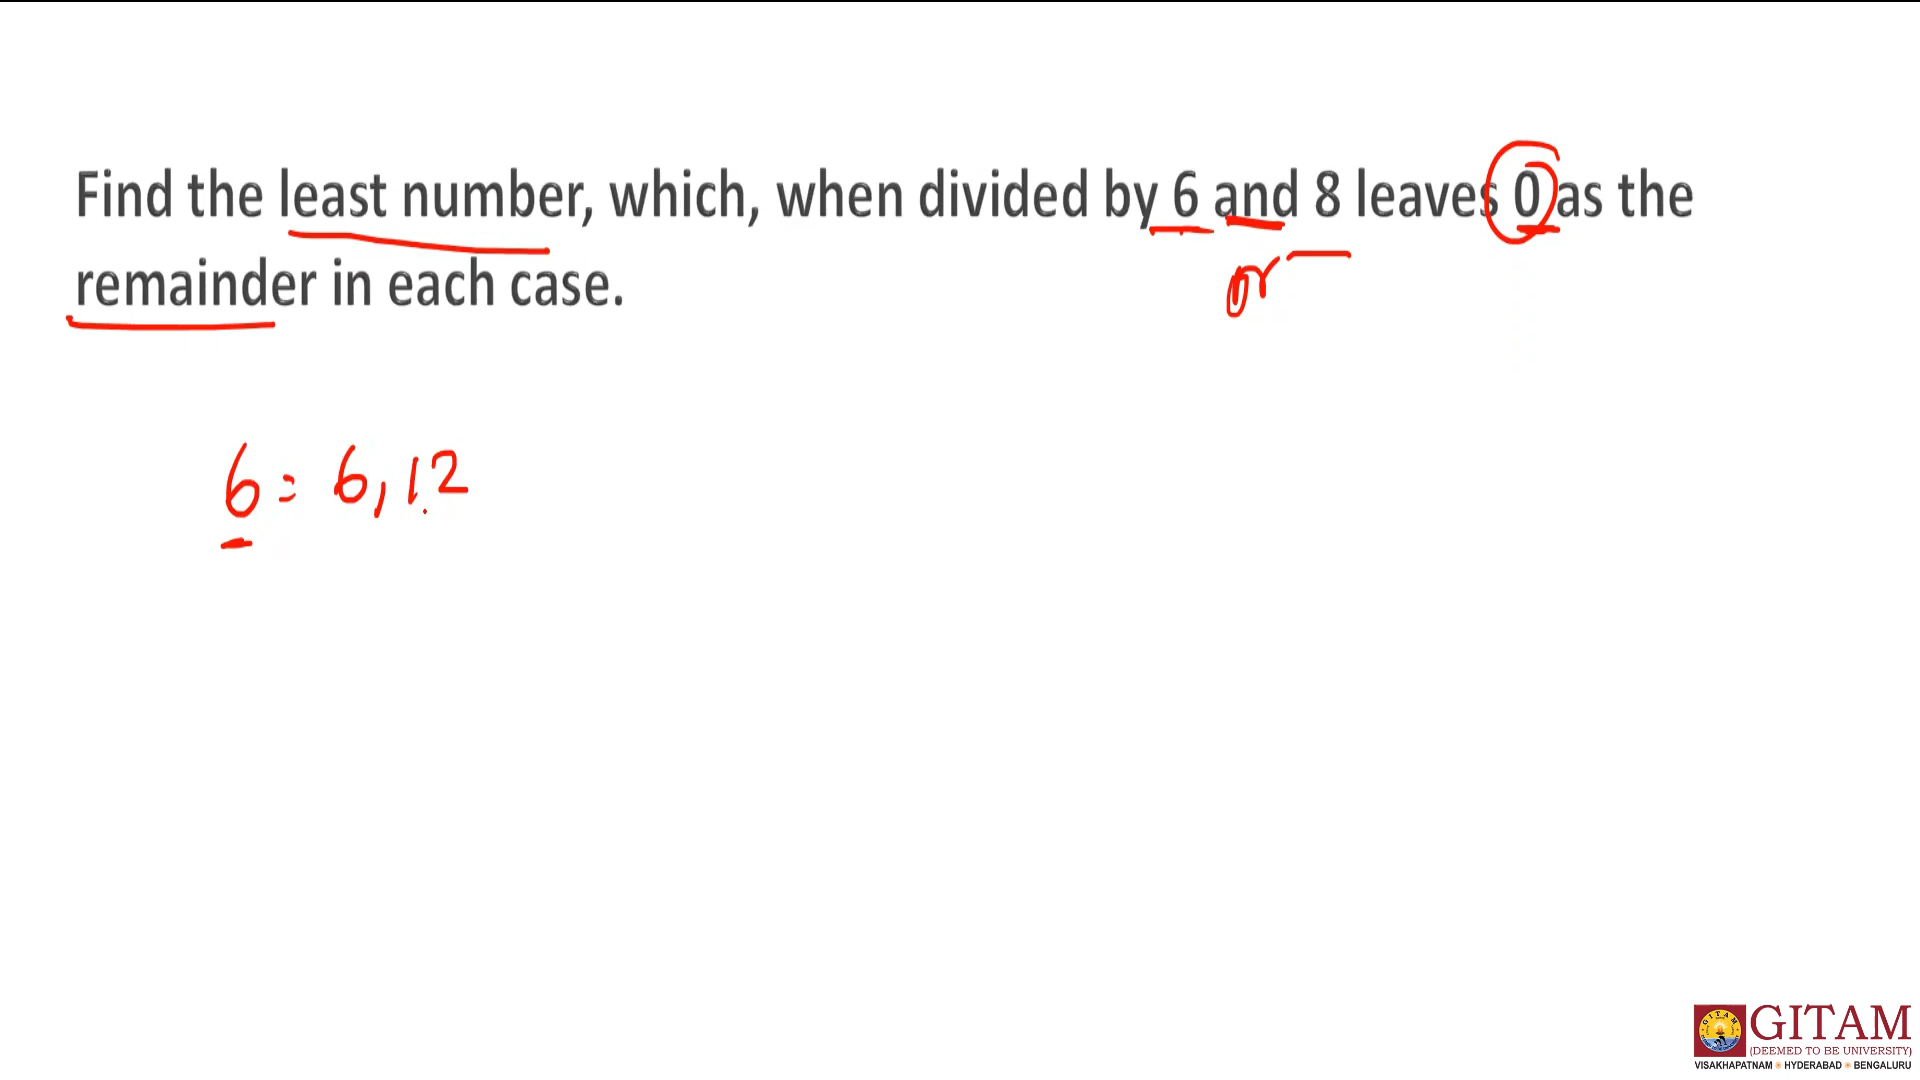 Find the least number, which, when divided by 6 and 8 leaves 0 as the
or
remainder in each case.
6 = 6, 12
GITAM
(DEEMED TO BE UNIVERSITY)
VISAKHAPATNAM * HYDERABAD * BENGALURU